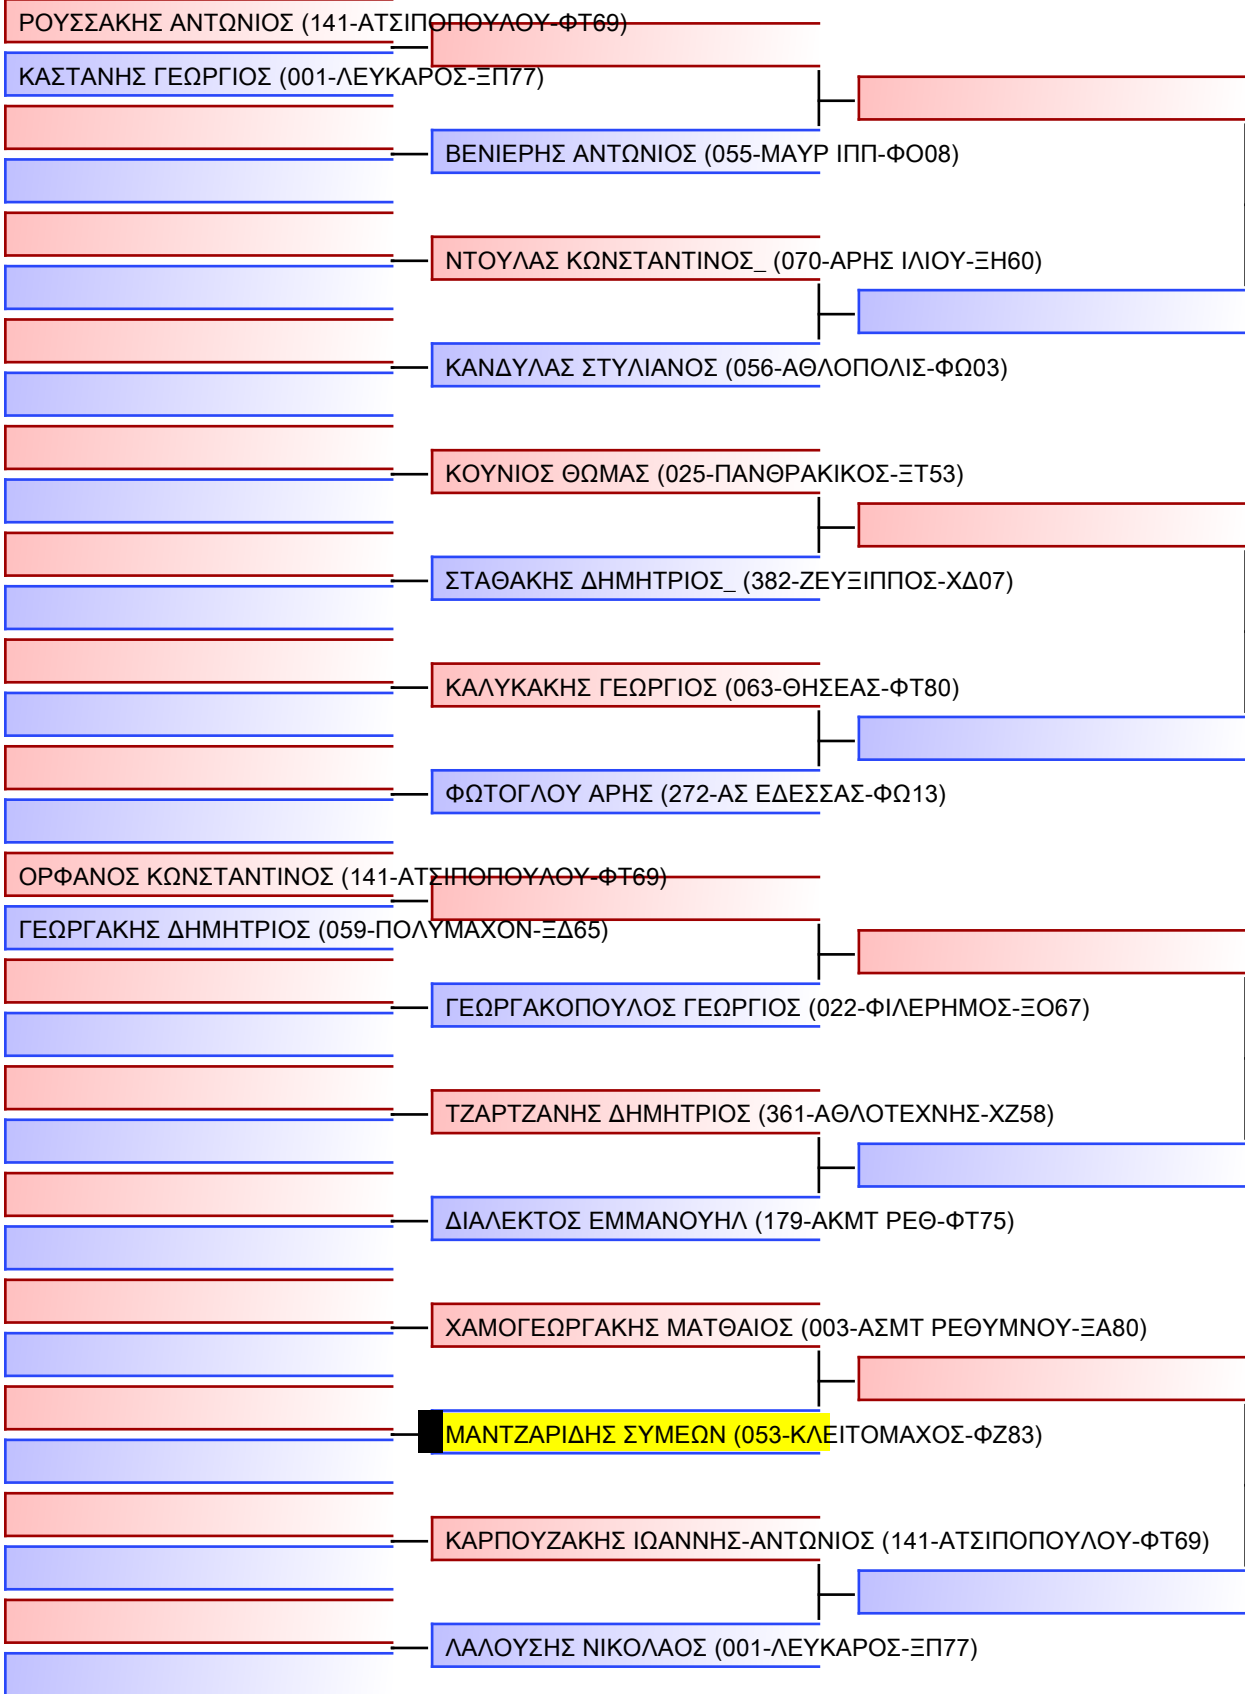 ΡΟΥΣΣΑΚΗΣ ΑΝΤΩΝΙΟΣ (141-ΑΤΣΙΠΟΠΟΥΛΟΥ-ΦΤ69)
ΚΑΣΤΑΝΗΣ ΓΕΩΡΓΙΟΣ (001-ΛΕΥΚΑΡΟΣ-ΞΠ77)
ΒΕΝΙΕΡΗΣ ΑΝΤΩΝΙΟΣ (055-ΜΑΥΡ ΙΠΠ-ΦΟ08)
ΝΤΟΥΛΑΣ ΚΩΝΣΤΑΝΤΙΝΟΣ_ (070-ΑΡΗΣ ΙΛΙΟΥ-ΞΗ60)
ΚΑΝΔΥΛΑΣ ΣΤΥΛΙΑΝΟΣ (056-ΑΘΛΟΠΟΛΙΣ-ΦΩ03)
ΚΟΥΝΙΟΣ ΘΩΜΑΣ (025-ΠΑΝΘΡΑΚΙΚΟΣ-ΞΤ53)
ΣΤΑΘΑΚΗΣ ΔΗΜΗΤΡΙΟΣ_ (382-ΖΕΥΞΙΠΠΟΣ-ΧΔ07)
ΚΑΛΥΚΑΚΗΣ ΓΕΩΡΓΙΟΣ (063-ΘΗΣΕΑΣ-ΦΤ80)
ΦΩΤΟΓΛΟΥ ΑΡΗΣ (272-ΑΣ ΕΔΕΣΣΑΣ-ΦΩ13)
ΟΡΦΑΝΟΣ ΚΩΝΣΤΑΝΤΙΝΟΣ (141-ΑΤΣΙΠΟΠΟΥΛΟΥ-ΦΤ69)
ΓΕΩΡΓΑΚΗΣ ΔΗΜΗΤΡΙΟΣ (059-ΠΟΛΥΜΑΧΟΝ-ΞΔ65)
ΓΕΩΡΓΑΚΟΠΟΥΛΟΣ ΓΕΩΡΓΙΟΣ (022-ΦΙΛΕΡΗΜΟΣ-ΞΟ67)
ΤΖΑΡΤΖΑΝΗΣ ΔΗΜΗΤΡΙΟΣ (361-ΑΘΛΟΤΕΧΝΗΣ-ΧΖ58)
ΔΙΑΛΕΚΤΟΣ ΕΜΜΑΝΟΥΗΛ (179-ΑΚΜΤ ΡΕΘ-ΦΤ75)
ΧΑΜΟΓΕΩΡΓΑΚΗΣ ΜΑΤΘΑΙΟΣ (003-ΑΣΜΤ ΡΕΘΥΜΝΟΥ-ΞΑ80)
ΜΑΝΤΖΑΡΙΔΗΣ ΣΥΜΕΩΝ (053-ΚΛΕΙΤΟΜΑΧΟΣ-ΦΖ83)
ΚΑΡΠΟΥΖΑΚΗΣ ΙΩΑΝΝΗΣ-ΑΝΤΩΝΙΟΣ (141-ΑΤΣΙΠΟΠΟΥΛΟΥ-ΦΤ69)
ΛΑΛΟΥΣΗΣ ΝΙΚΟΛΑΟΣ (001-ΛΕΥΚΑΡΟΣ-ΞΠ77)